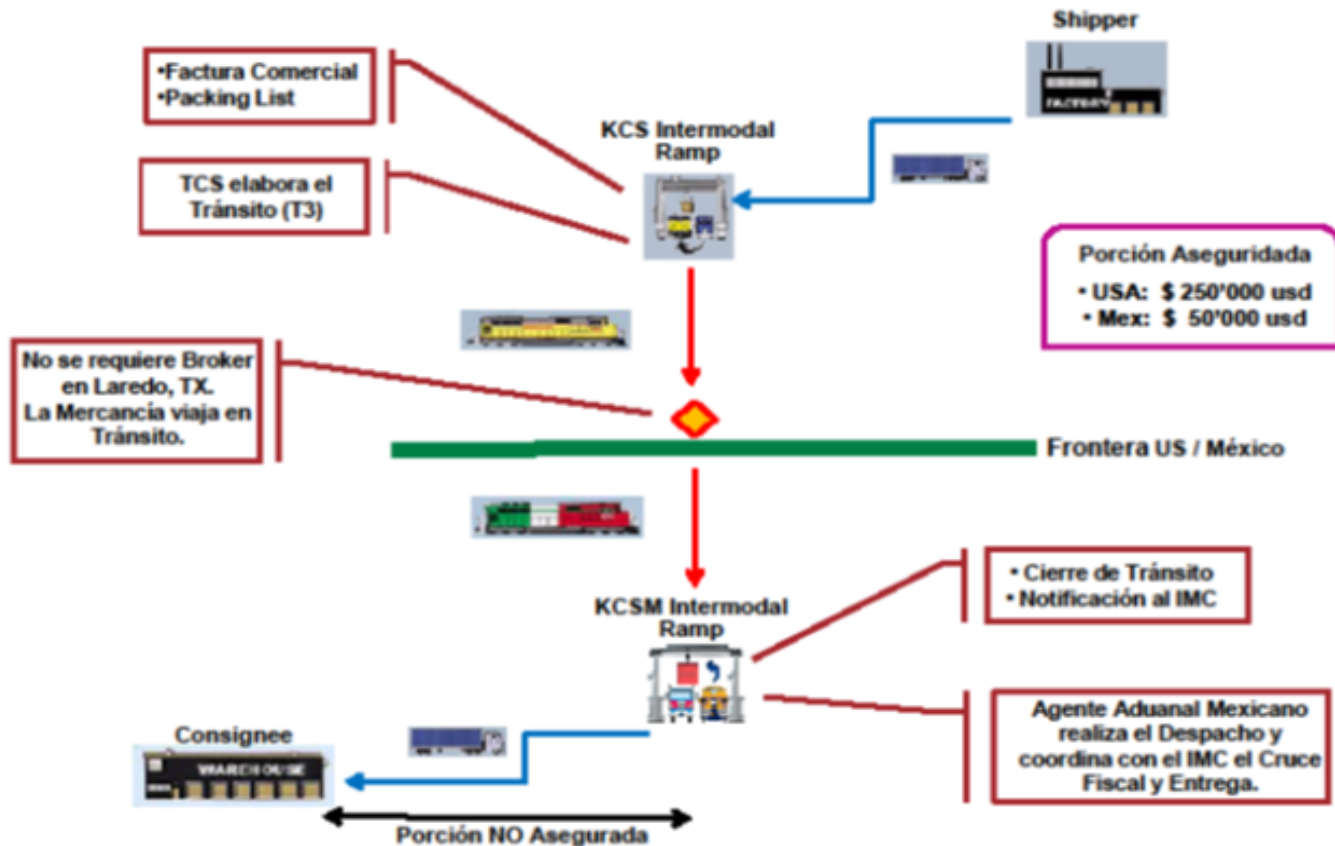 Shipper
FACTORY
•Factura Comercial
•Packing List
KCS Intermodal
Ramp
TCS elabora el
Tránsito (T3)
Porción Aseguridada
• USA: $ 250'000 usd
• Mex: $ 50'000 usd
No se requiere Broker
en Laredo, TX.
La Mercancía viaja en
Tránsito.
Frontera US / México
• Cierre de Tránsito
• Notificación al IMC
KCSM Intermodal
Ramp
Agente Aduanal Mexicano
realiza el Despacho y
coordina con el IMC el Cruce
Fiscal y Entrega.
Consignee
WAREHOUSE
Porción NO Asegurada